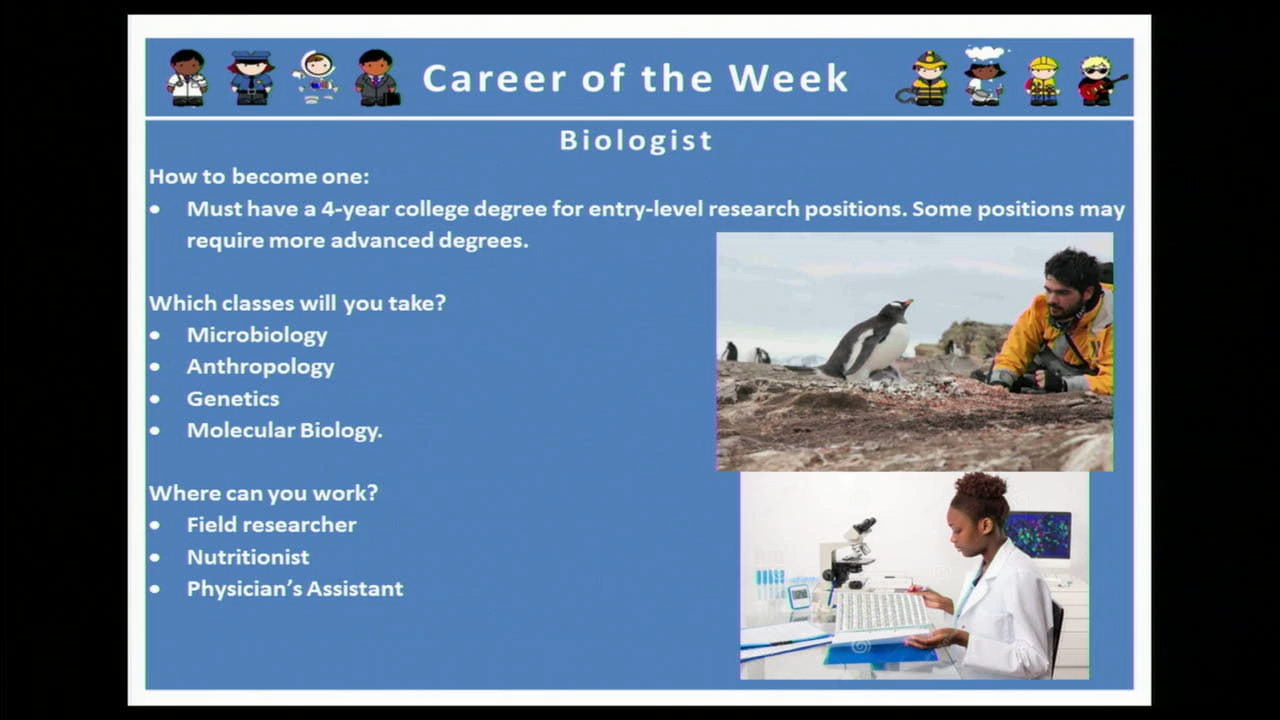 Career of the Week
Biologist
How to become one:
• Must have a 4-year college degree for entry-level research positions. Some positions may
require more advanced degrees.
Which classes will you take?
• Microbiology
• Anthropology
• Genetics
• Molecular Biology.
Where can you work?
• Field researcher
• Nutritionist
• Physician’s Assistant